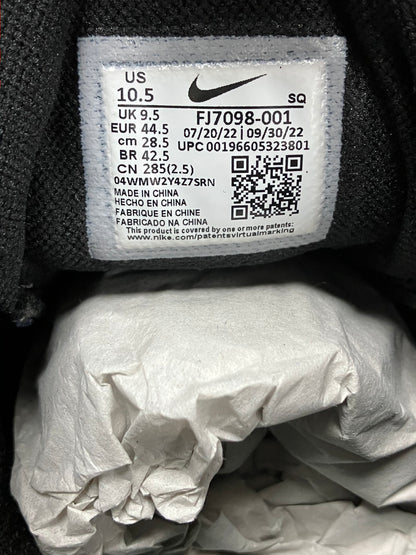 US
10.5
SQ
UK 9.5
FJ7098-001
EUR 44.5
07/20/22 | 09/30/22
cm 28.5
UPC 00196605323801
BR 42.5
CN 285(2.5)
04WMW2Y4Z7SRN
MADE IN CHINA
HECHO EN CHINA
FABRIQUE EN CHINE
FABRICADO NA CHINA
This product is covered by one or more patents:
www.nike.com/patentsvirtualmarking